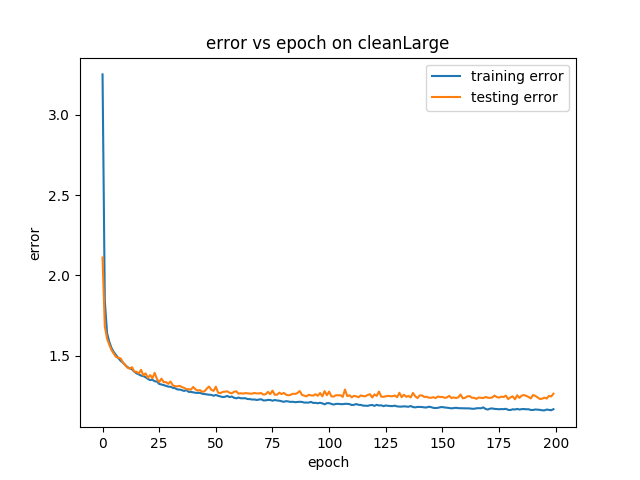 error vs epoch on cleanLarge
training error
testing error
error
3.0
2.5
2.0
1.5
0 25 50 75 100 125 150 175 200
epoch